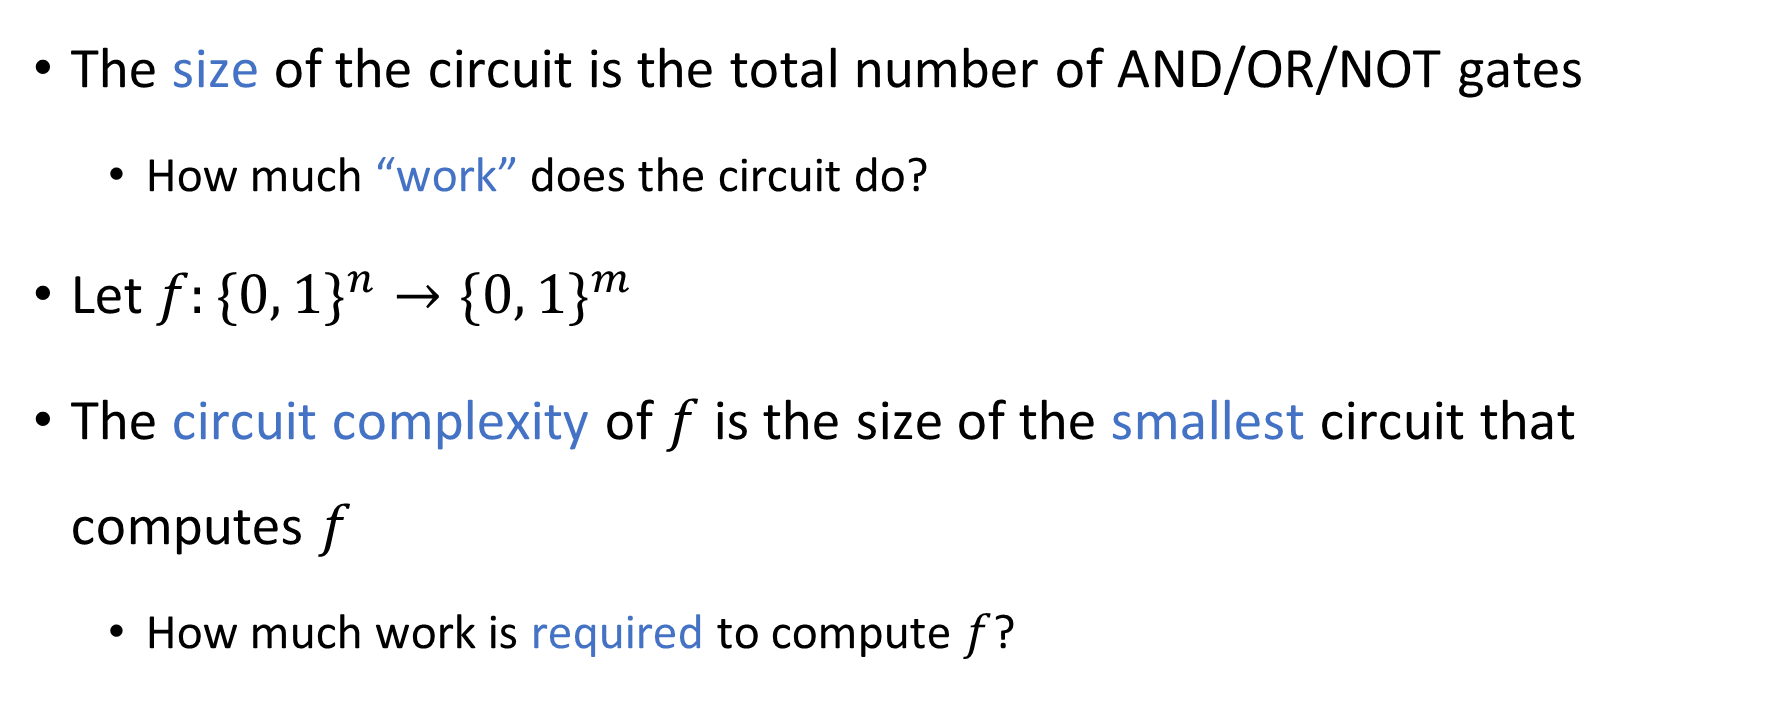 • The size of the circuit is the total number of AND/OR/NOT gates
• How much “work” does the circuit do?
• Let 𝑓: {0, 1}ⁿ → {0, 1}ᵐ
• The circuit complexity of 𝑓 is the size of the smallest circuit that
computes 𝑓
• How much work is required to compute 𝑓?